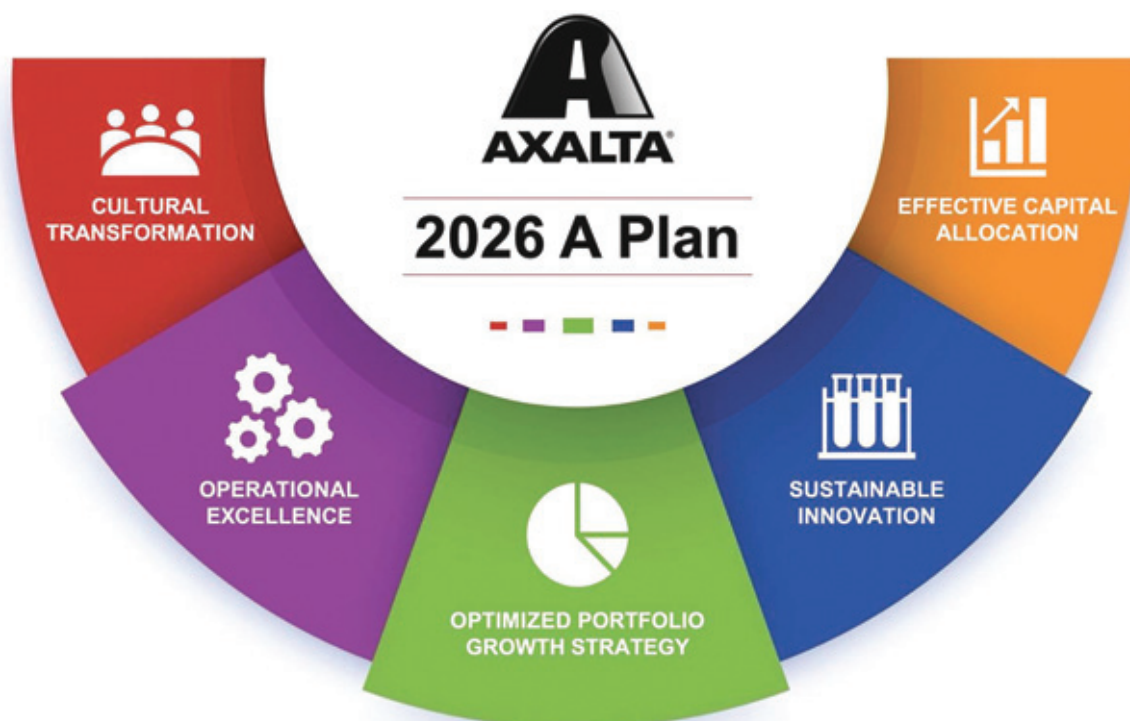 AXALTA®
2026 A Plan
CULTURAL
TRANSFORMATION
OPERATIONAL
EXCELLENCE
OPTIMIZED PORTFOLIO
GROWTH STRATEGY
SUSTAINABLE
INNOVATION
EFFECTIVE CAPITAL
ALLOCATION